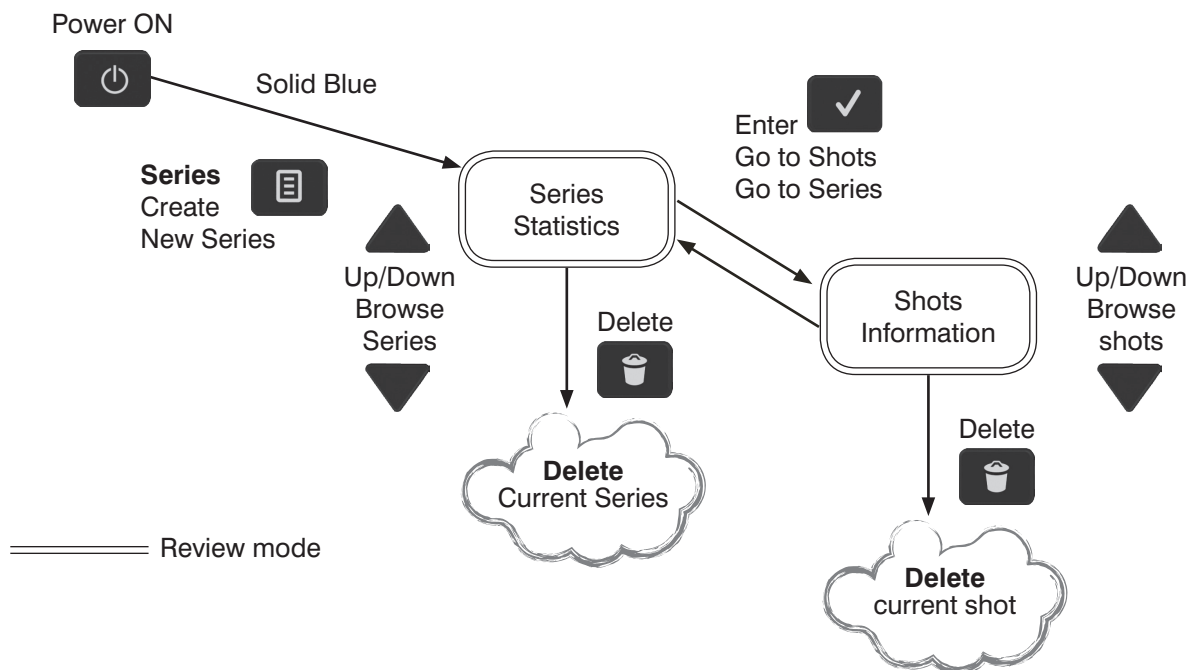 Power ON
Solid Blue
Enter
Go to Shots
Go to Series
Series
Create
New Series
Series
Statistics
Up/Down
Browse
Series
Delete
Shots
Information
Up/Down
Browse
shots
Delete
Current Series
Delete
Review mode
Delete
current shot